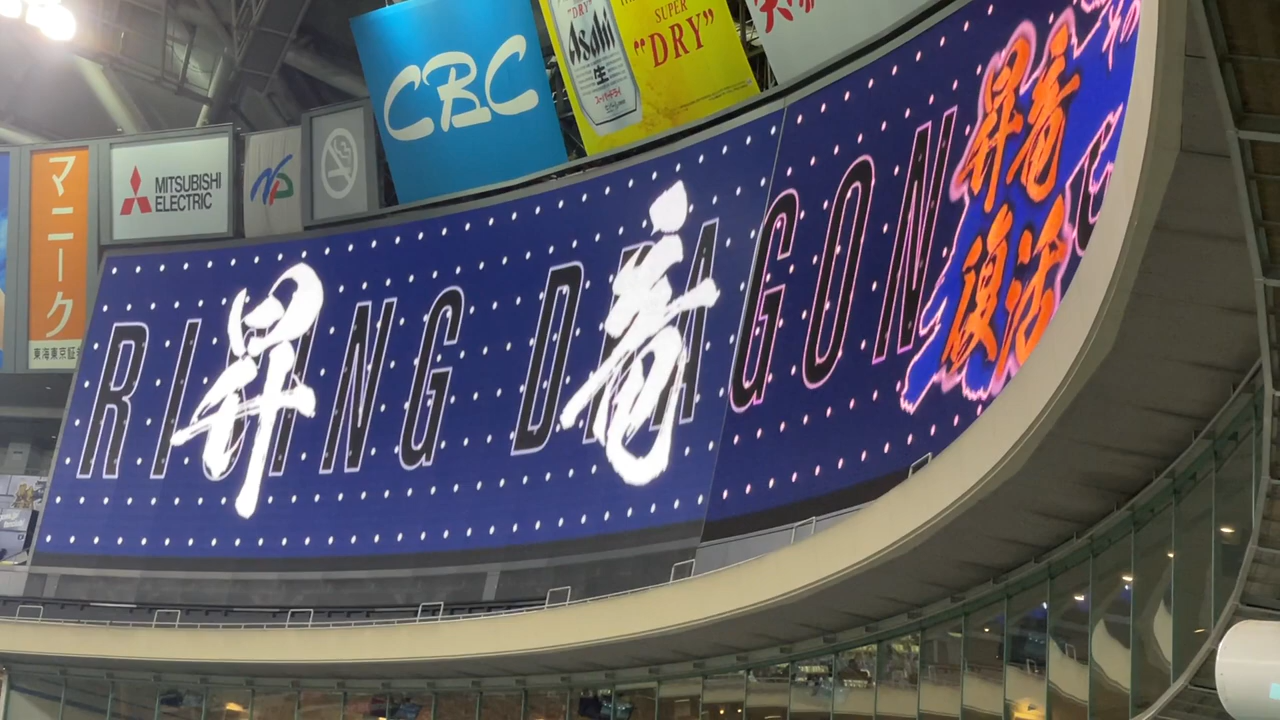 CBC
"DRY"
Asahi
生
SUPER
"DRY"
マニーク
東海東京証
MITSUBISHI
ELECTRIC
RISING DRAGON
昇竜
昇竜
復活